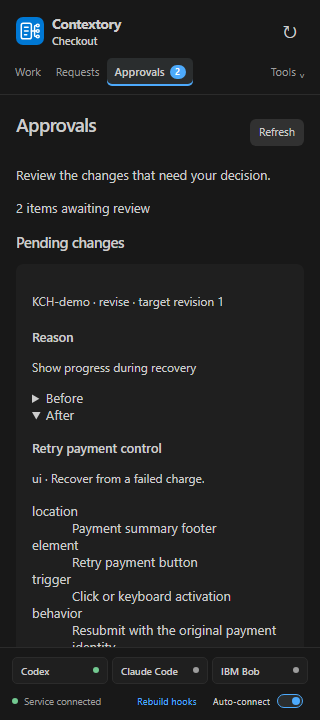 Contextory
Checkout
Work Requests Approvals 2 Tools
Approvals
Refresh
Review the changes that need your decision.
2 items awaiting review
Pending changes
KCH-demo · revise · target revision 1
Reason
Show progress during recovery
Before
After
Retry payment control
ui · Recover from a failed charge.
location
Payment summary footer
element
Retry payment button
trigger
Click or keyboard activation
behavior
Resubmit with the original payment
identity
Codex Claude Code IBM Bob
Service connected Rebuild hooks Auto-connect